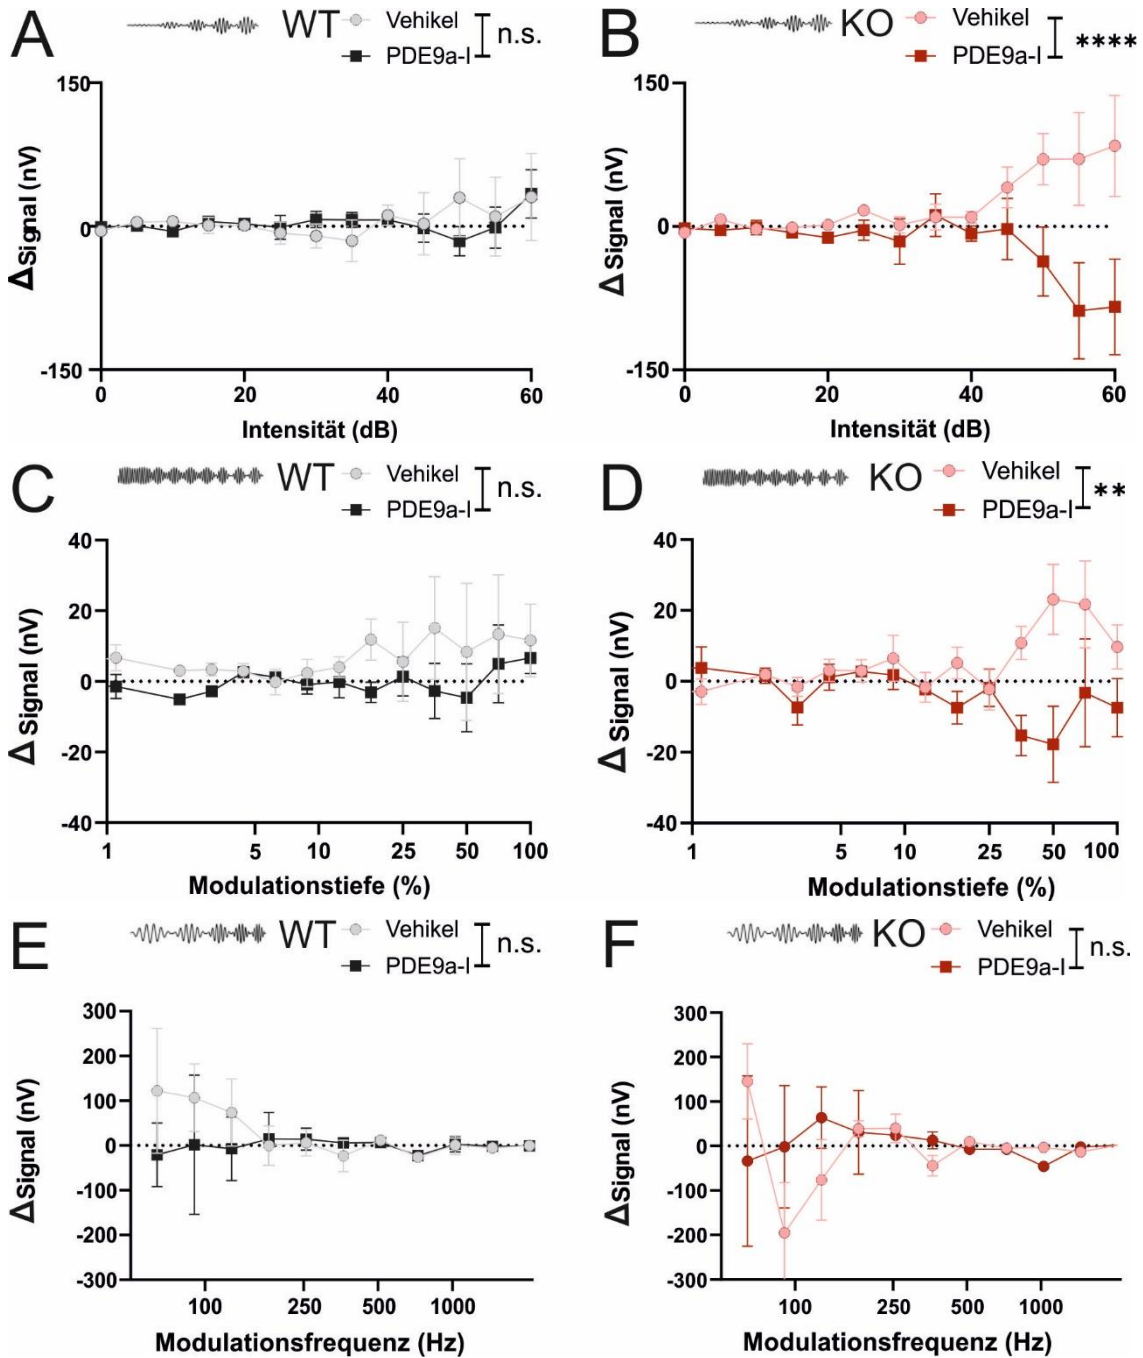 A WT Vehikel PDE9a-I n.s.
ΔSignal (nV)
150
0
-150
0 20 40 60
Intensität (dB)
B KO Vehikel PDE9a-I ****
ΔSignal (nV)
150
0
-150
0 20 40 60
Intensität (dB)
C WT Vehikel PDE9a-I n.s.
ΔSignal (nV)
40
20
0
-20
-40
1 5 10 25 50 100
Modulationstiefe (%)
D KO Vehikel PDE9a-I **
Δ Signal (nV)
40
20
0
-20
-40
1 5 10 25 50 100
Modulationstiefe (%)
E WT Vehikel PDE9a-I n.s.
ΔSignal (nV)
300
200
100
0
-100
-200
-300
100 250 500 1000
Modulationsfrequenz (Hz)
F KO Vehikel PDE9a-I n.s.
ΔSignal (nV)
300
200
100
0
-100
-200
-300
100 250 500 1000
Modulationsfrequenz (Hz)